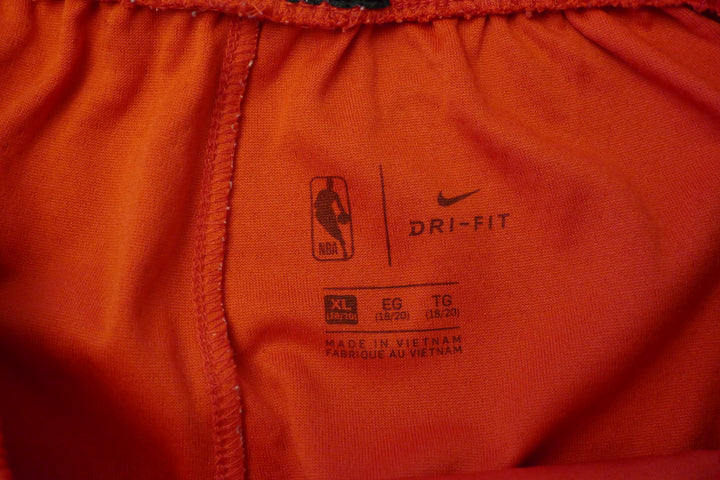 NBA
DRI-FIT
XL EG TG
(18/20) (18/20) (18/20)
MADE IN VIETNAM
FABRIQUE AU VIETNAM